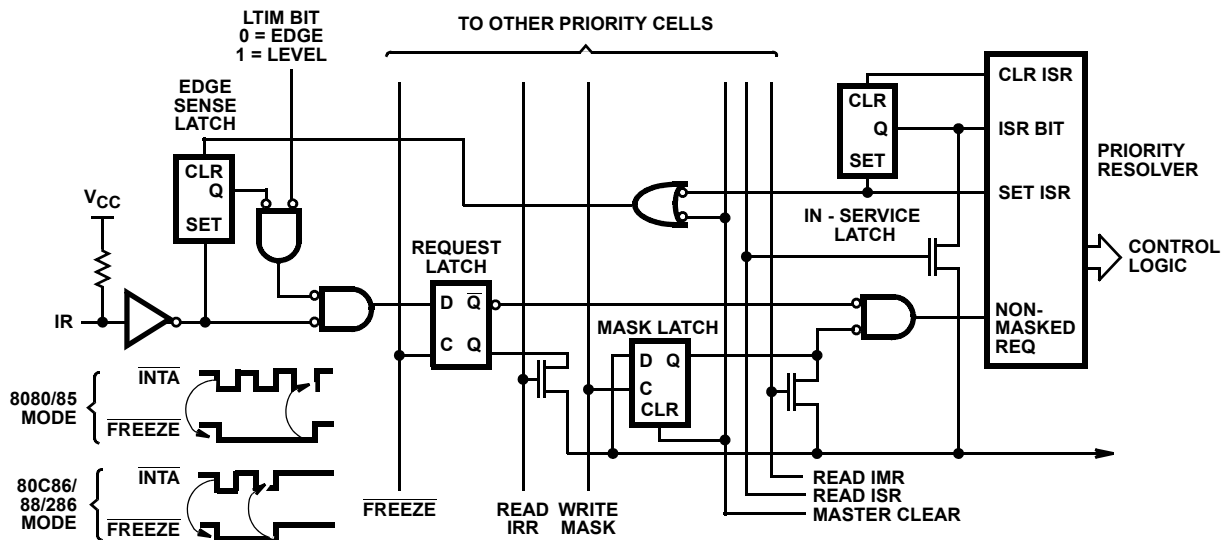 LTIM BIT
0 = EDGE
1 = LEVEL
TO OTHER PRIORITY CELLS
EDGE
SENSE
LATCH
CLR
Q
SET
VCC
IR
REQUEST
LATCH
D Q
C Q
MASK LATCH
D Q
C
CLR
CLR
Q
SET
IN - SERVICE
LATCH
CLR ISR
ISR BIT
SET ISR
NON-
MASKED
REQ
PRIORITY
RESOLVER
CONTROL
LOGIC
8080/85
MODE
INTA
FREEZE
80C86/
88/286
MODE
INTA
FREEZE
FREEZE
READ
IRR
WRITE
MASK
READ IMR
READ ISR
MASTER CLEAR